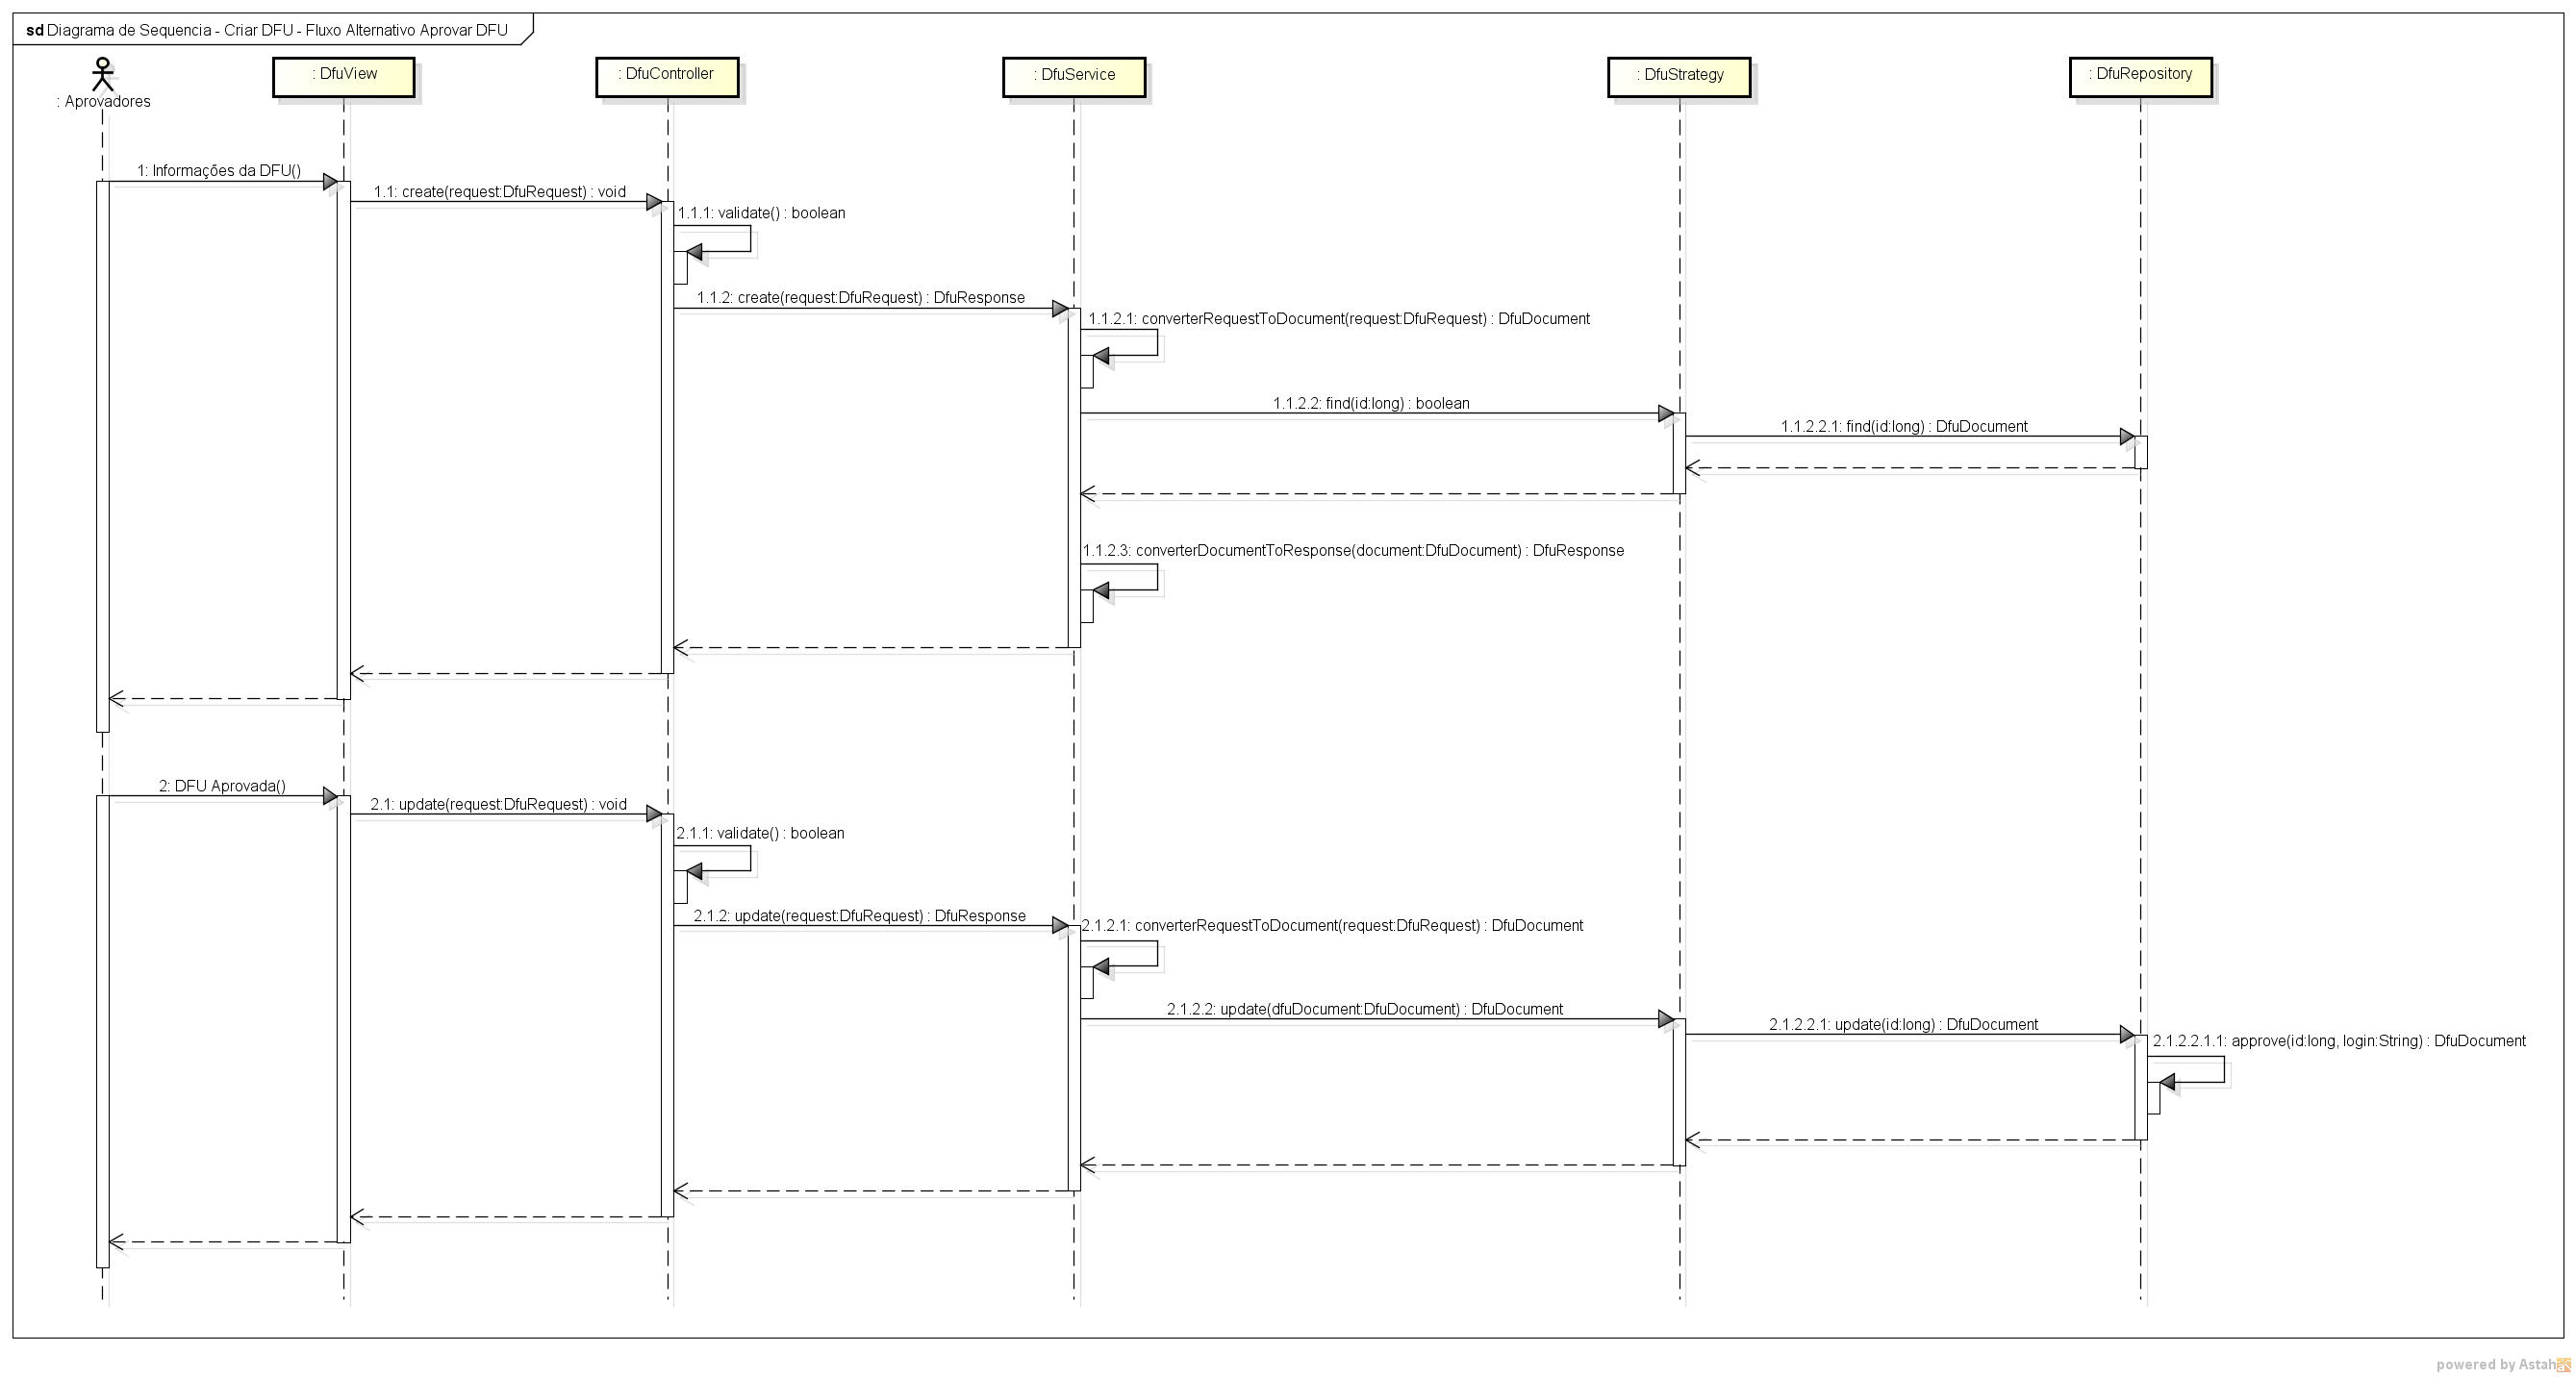 sd Diagrama de Sequencia - Criar DFU - Fluxo Alternativo Aprovar DFU
: Aprovadores
: DfuView
: DfuController
: DfuService
: DfuStrategy
: DfuRepository
1: Informações da DFU()
1.1: create(request:DfuRequest) : void
1.1.1: validate() : boolean
1.1.2: create(request:DfuRequest) : DfuResponse
1.1.2.1: converterRequestToDocument(request:DfuRequest) : DfuDocument
1.1.2.2: find(id:long) : boolean
1.1.2.2.1: find(id:long) : DfuDocument
1.1.2.3: converterDocumentToResponse(document:DfuDocument) : DfuResponse
2: DFU Aprovada()
2.1: update(request:DfuRequest) : void
2.1.1: validate() : boolean
2.1.2: update(request:DfuRequest) : DfuResponse
2.1.2.1: converterRequestToDocument(request:DfuRequest) : DfuDocument
2.1.2.2: update(dfuDocument:DfuDocument) : DfuDocument
2.1.2.2.1: update(id:long) : DfuDocument
2.1.2.2.1.1: approve(id:long, login:String) : DfuDocument
powered by Astah